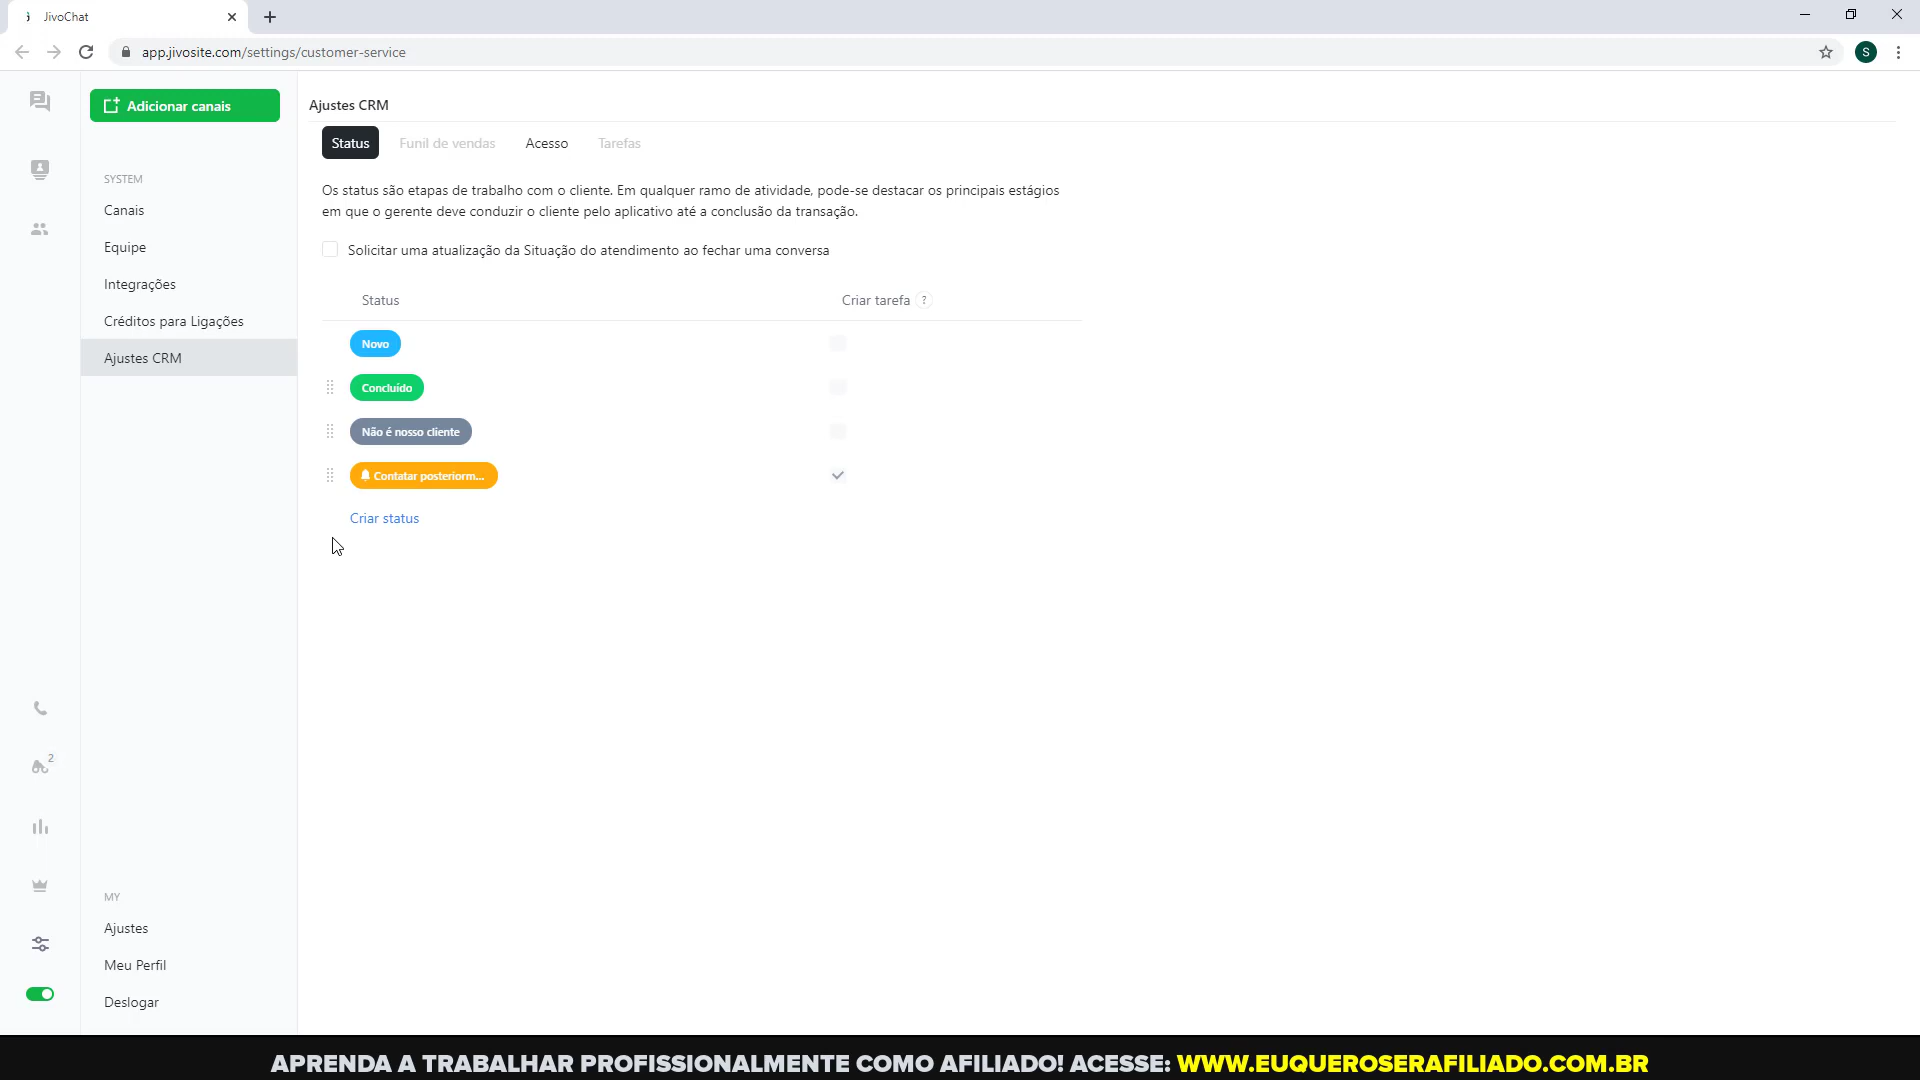 JivoChat
app.jivosite.com/settings/customer-service
S
Adicionar canais
SYSTEM
Canais
Equipe
Integrações
Créditos para Ligações
Ajustes CRM
2
MY
Ajustes
Meu Perfil
Deslogar
Ajustes CRM
Status Funil de vendas Acesso Tarefas
Os status são etapas de trabalho com o cliente. Em qualquer ramo de atividade, pode-se destacar os principais estágios
em que o gerente deve conduzir o cliente pelo aplicativo até a conclusão da transação.
Solicitar uma atualização da Situação do atendimento ao fechar uma conversa
Status Criar tarefa ?
Novo
Concluído
Não é nosso cliente
Contatar posteriorm...
Criar status
APRENDA A TRABALHAR PROFISSIONALMENTE COMO AFILIADO! ACESSE: WWW.EUQUEROSERAFILIADO.COM.BR